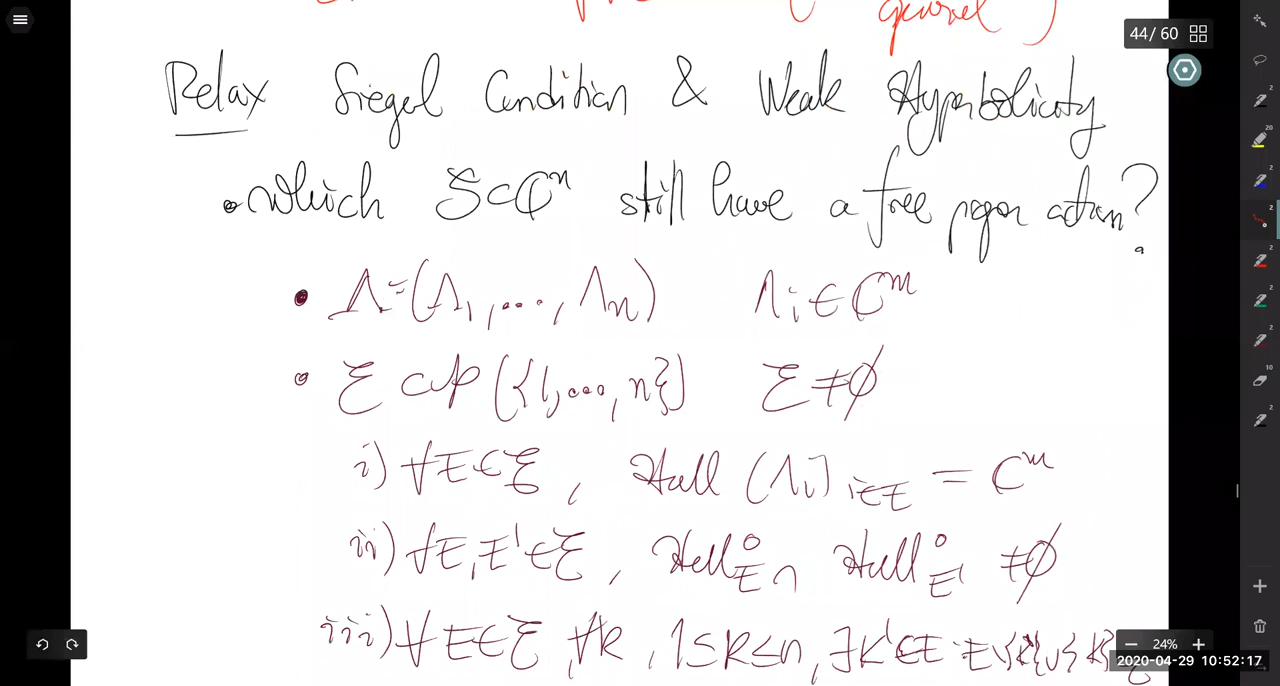 general )
44/60
Relax Siegel Condition & Weak Hyperbolicity
• which S⊂ℂⁿ still have a free proper action?
• Λ=(Λ₁,...,Λₙ) Λᵢ∈ℂᵐ
• ℰ⊂P({1,...,n}) ℰ≠∅
i) ∀E∈ℰ, Hull (Λᵢ)ᵢ∈E = ℂᵐ
ii) ∀E,E'∈ℰ, Hull°E ∩ Hull°E' ≠∅
iii) ∀E∈ℰ, ∀k, 1≤k≤n, ∃k'∈E: E\{k'}∪{k}
24%
2020-04-29 10:52:17